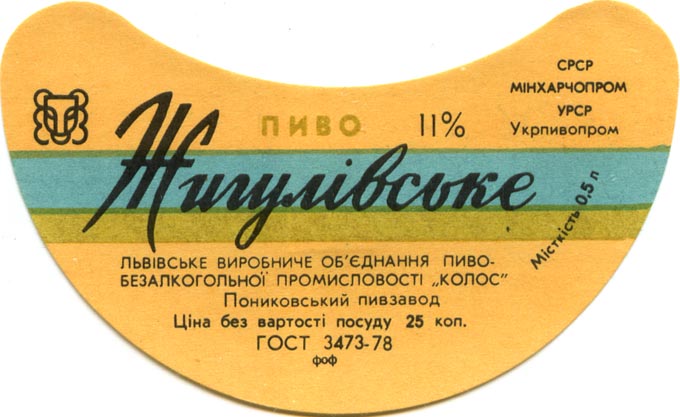 ПИВО 11%
СРСР
МІНХАРЧОПРОМ
УРСР
Укрпивопром
Жигулівське
Місткість 0,5 л
ЛЬВІВСЬКЕ ВИРОБНИЧЕ ОБ'ЄДНАННЯ ПИВО-
БЕЗАЛКОГОЛЬНОЇ ПРОМИСЛОВОСТІ „КОЛОС"
Пониковський пивзавод
Ціна без вартості посуду 25 коп.
ГОСТ 3473-78
фоф